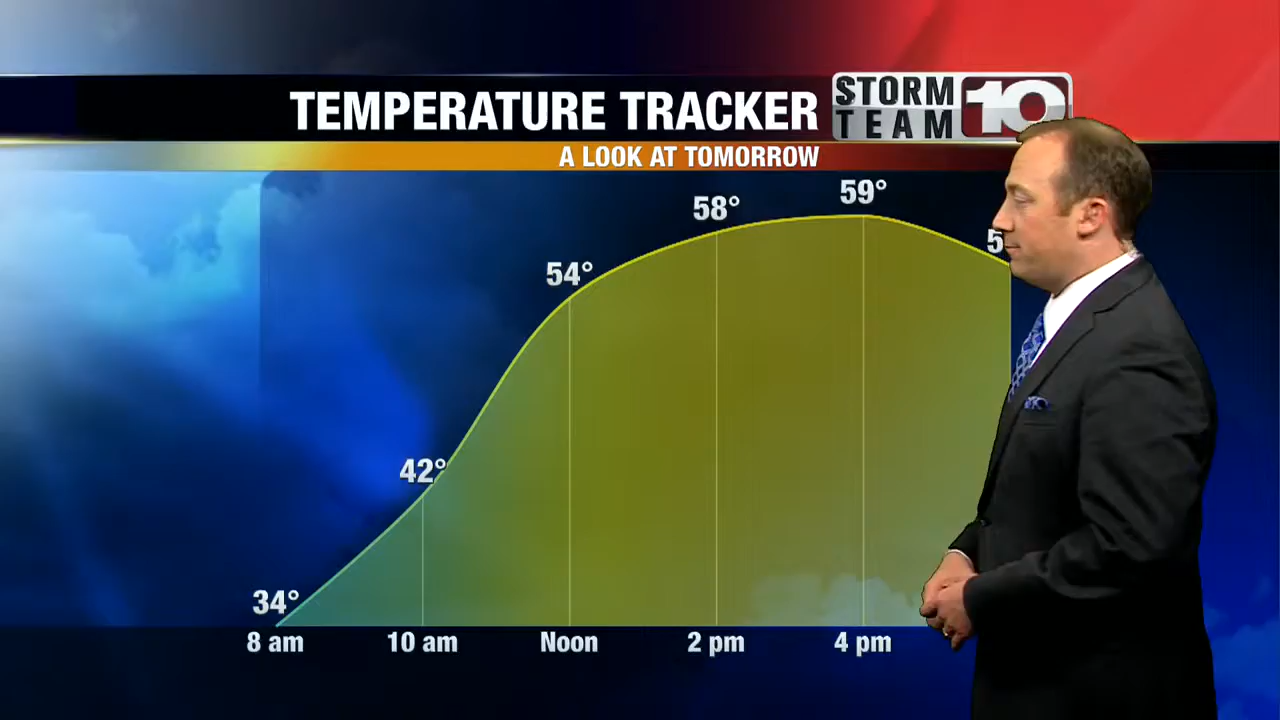 TEMPERATURE TRACKER
STORM
TEAM
10
A LOOK AT TOMORROW
59°
58°
54°
42°
34°
8 am
10 am
Noon
2 pm
4 pm